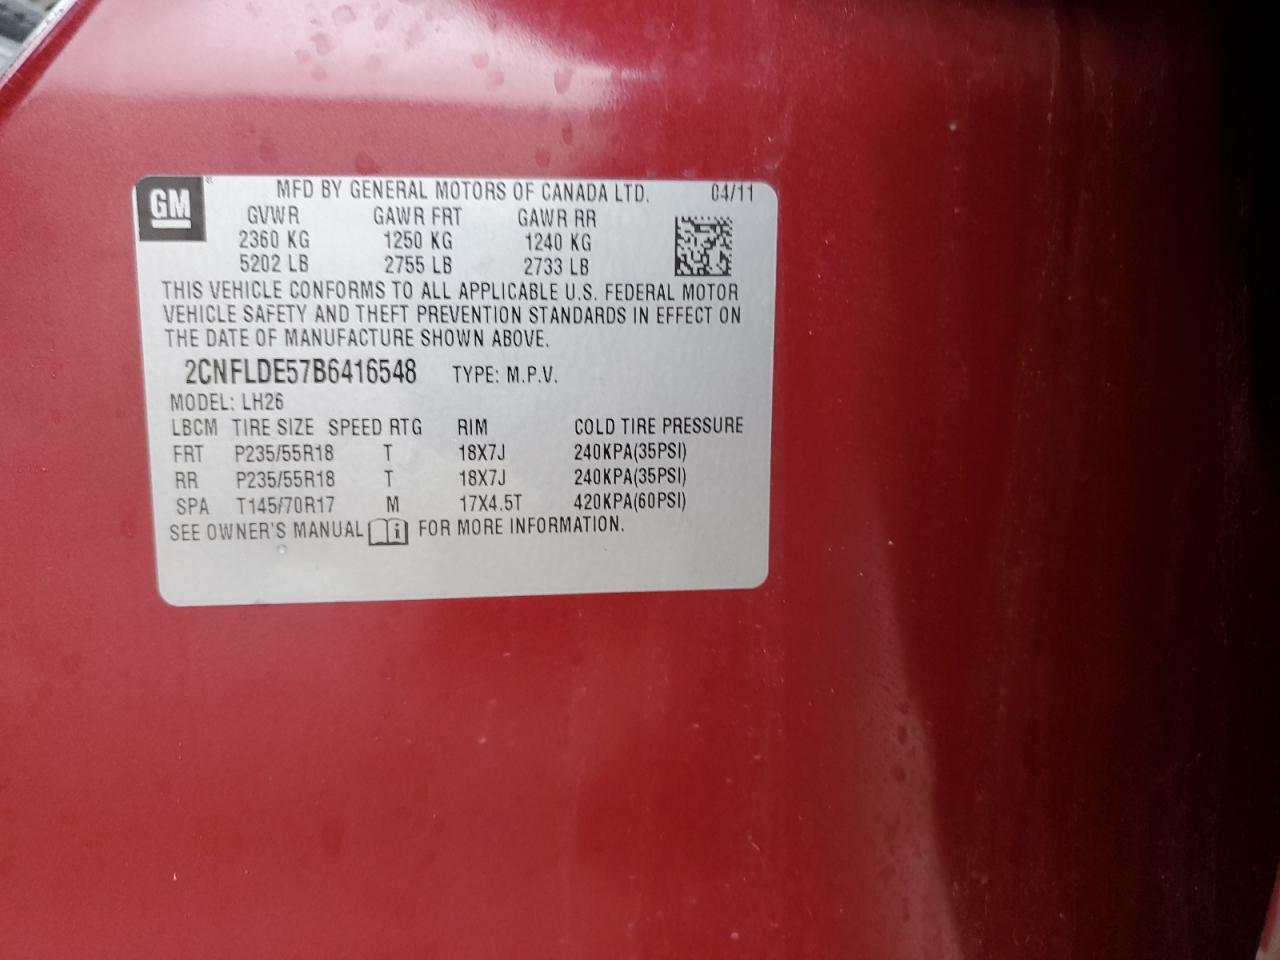 GM
MFD BY GENERAL MOTORS OF CANADA LTD. 04/11
GVWR GAWR FRT GAWR RR
2360 KG 1250 KG 1240 KG
5202 LB 2755 LB 2733 LB
THIS VEHICLE CONFORMS TO ALL APPLICABLE U.S. FEDERAL MOTOR
VEHICLE SAFETY AND THEFT PREVENTION STANDARDS IN EFFECT ON
THE DATE OF MANUFACTURE SHOWN ABOVE.
2CNFLDE57B6416548 TYPE: M.P.V.
MODEL: LH26
LBCM TIRE SIZE SPEED RTG RIM COLD TIRE PRESSURE
FRT P235/55R18 T 18X7J 240KPA(35PSI)
RR P235/55R18 T 18X7J 240KPA(35PSI)
SPA T145/70R17 M 17X4.5T 420KPA(60PSI)
SEE OWNER'S MANUAL i FOR MORE INFORMATION.